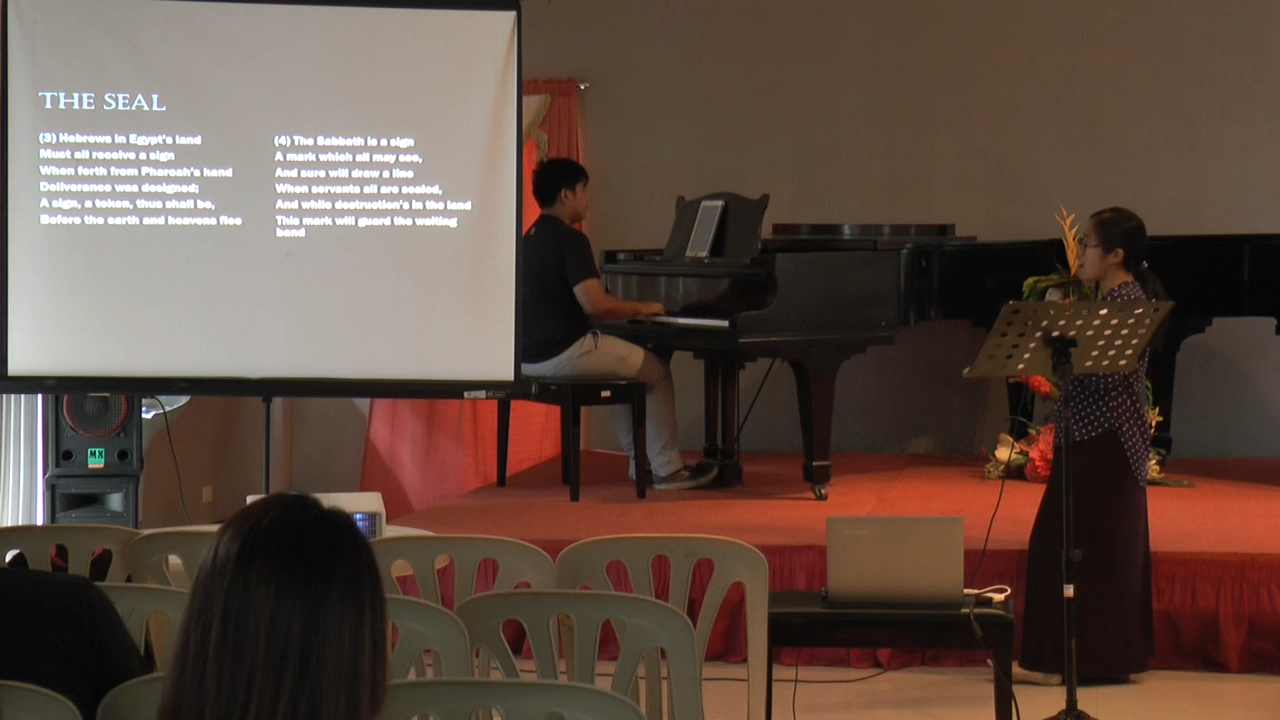 THE SEAL
(3) Hebrews in Egypt's land
Must all receive a sign
When forth from Pharoah's hand
Deliverance was designed;
A sign, a token, thus shall be,
Before the earth and heavens flee
(4) The Sabbath is a sign
A mark which all may see,
And sure will draw a line
When servants all are sealed,
And while destruction's in the land
This mark will guard the waiting
band
MX